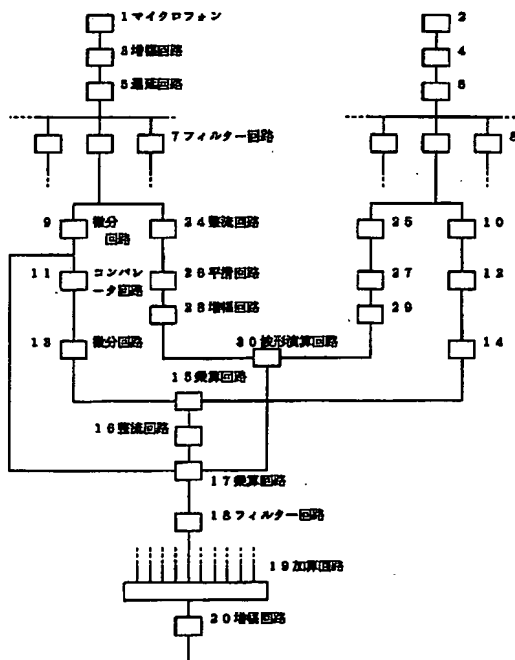 1マイクロフォン
2
3増幅回路
4
5遅延回路
6
7フィルター回路
8
9
微分
回路
24整流回路
25
10
11
コンパレ
ータ回路
26平滑回路
27
12
28増幅回路
29
13
微分回路
30波形演算回路
14
15乗算回路
16整流回路
17乗算回路
18フィルター回路
19加算回路
20増幅回路